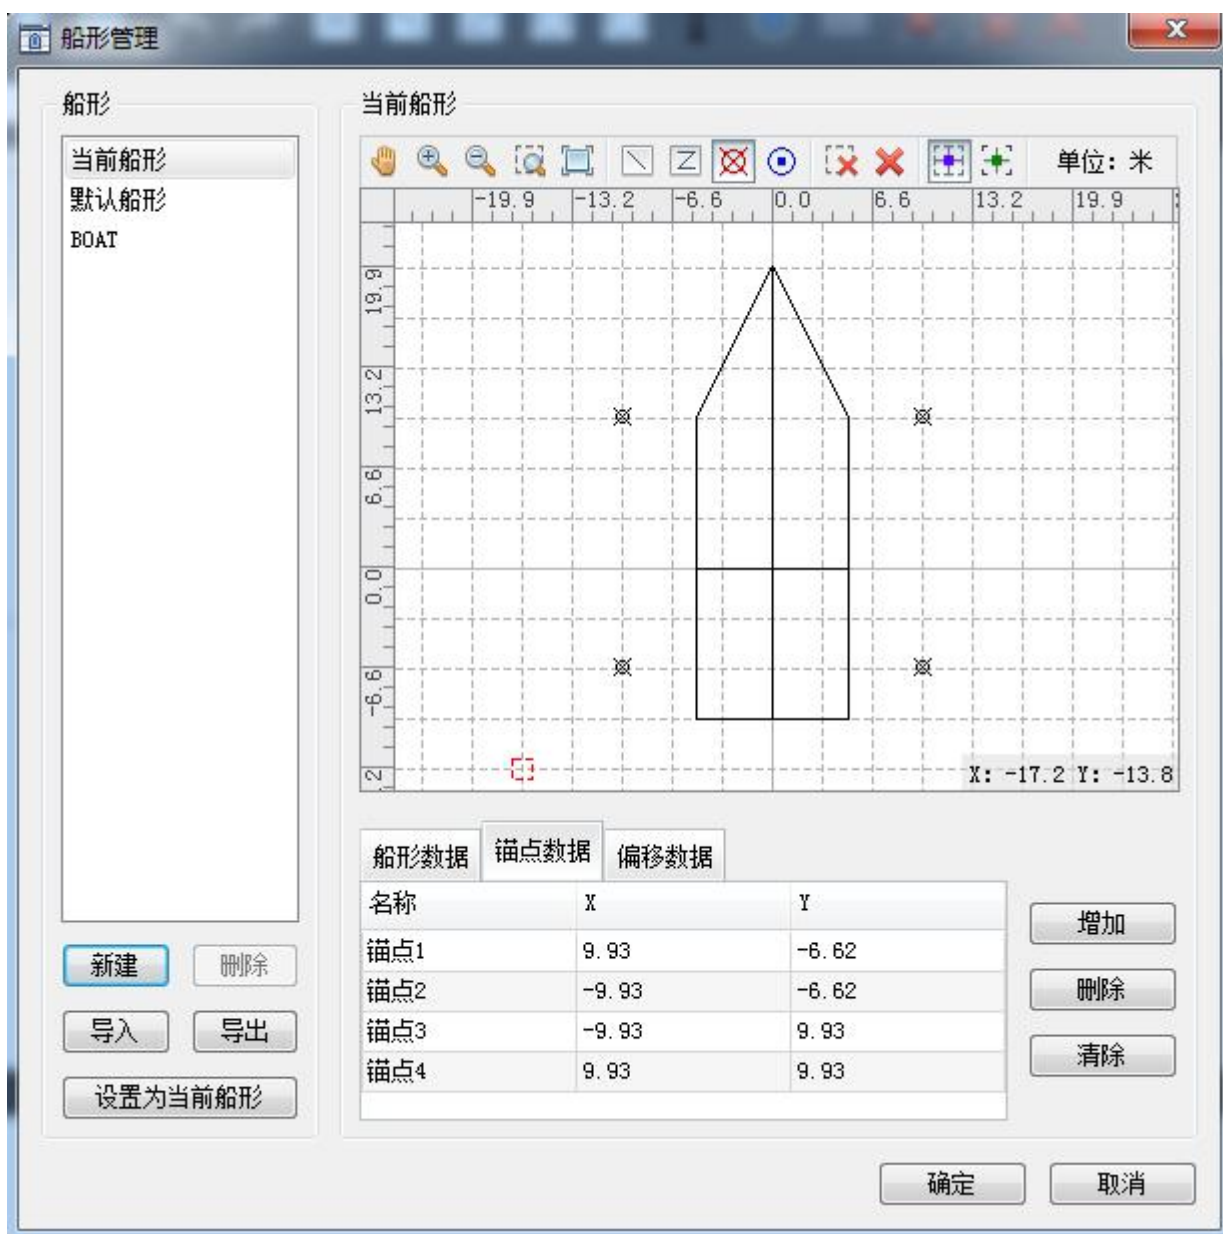 船形管理
船形
当前船形
默认船形
BOAT
新建
删除
导入
导出
设置为当前船形
当前船形
单位: 米
-19.9 -13.2 -6.6 0.0 6.6 13.2 19.9
19.9
13.2
6.6
0.0
-6.6
X: -17.2 Y: -13.8
船形数据 锚点数据 偏移数据
名称 X Y
锚点1 9.93 -6.62
锚点2 -9.93 -6.62
锚点3 -9.93 9.93
锚点4 9.93 9.93
增加
删除
清除
确定 取消